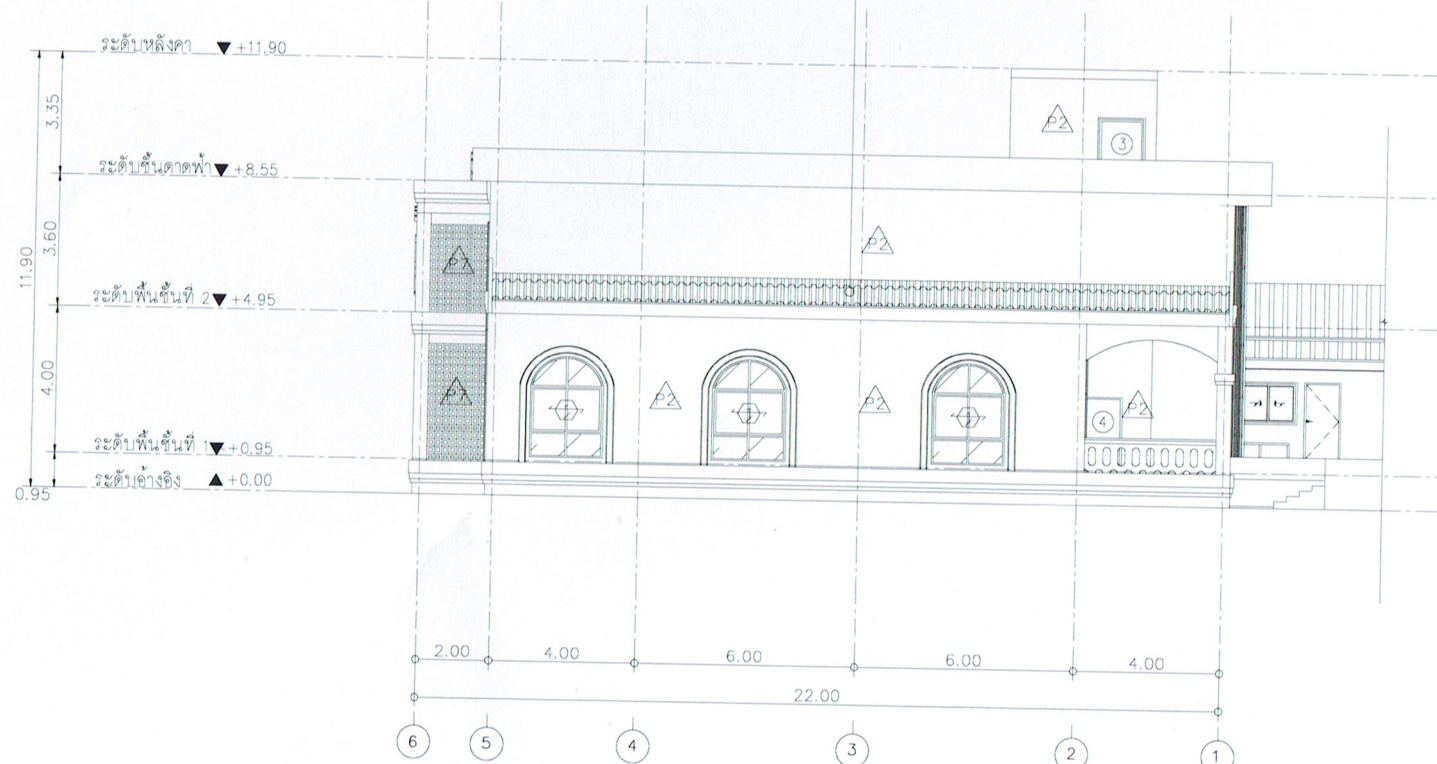 ระดับหลังคา ▼ +11.90
3.35
ระดับชั้นดาดฟ้า ▼ +8.55
3.60
11.90
ระดับพื้นชั้นที่ 2 ▼ +4.95
4.00
ระดับพื้นชั้นที่ 1 ▼ +0.95
ระดับอ้างอิง ▲ +0.00
0.95
P2
3
P7
P2
P7
P2
P2
4
P2
2.00 4.00 6.00 6.00 4.00
22.00
6 5 4 3 2 1